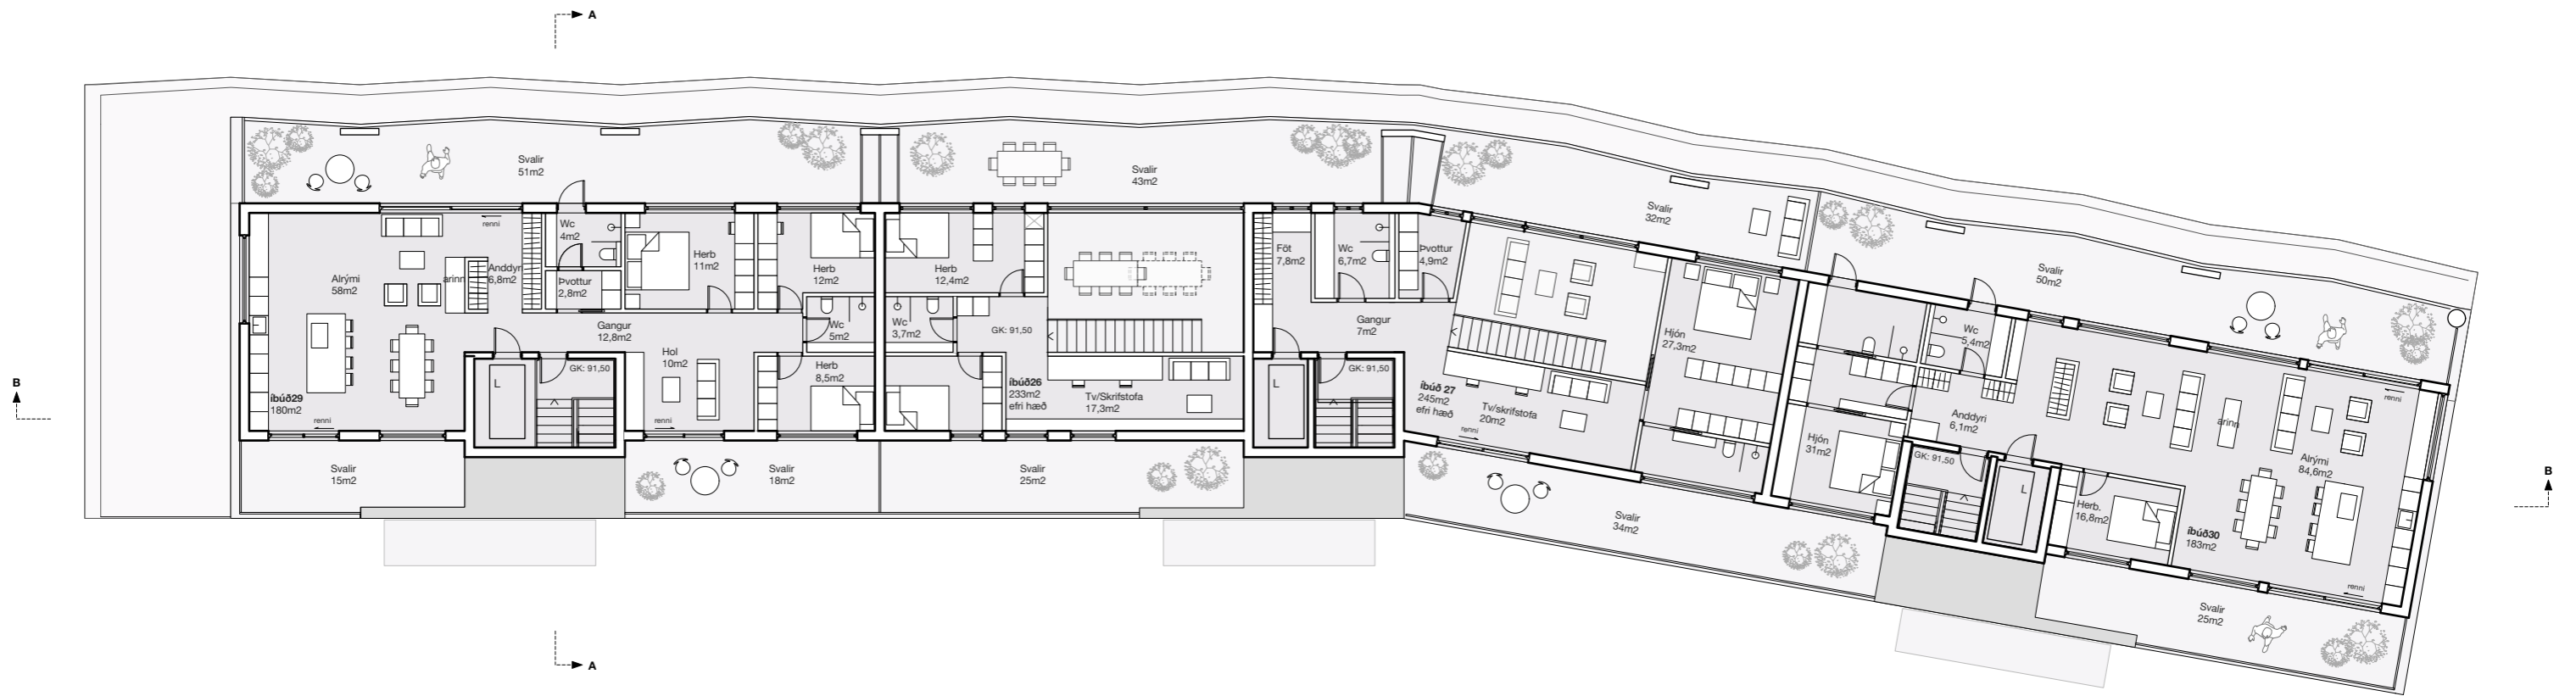 A
Svalir
51m2
Svalir
43m2
Svalir
32m2
Svalir
50m2
Alrými
58m2
renni
arinn
Anddyri
6,8m2
Wc
4m2
Þvottur
2,8m2
Herb
11m2
Herb
12m2
Gangur
12,8m2
Hol
10m2
Wc
5m2
Herb
8,5m2
L
GK: 91,50
íbúð29
180m2
renni
renni
Herb
12,4m2
Wc
3,7m2
GK: 91,50
íbúð26
233m2
efri hæð
Tv/Skrifstofa
17,3m2
Föt
7,8m2
Wc
6,7m2
Þvottur
4,9m2
Gangur
7m2
L
GK: 91,50
íbúð 27
245m2
efri hæð
Tv/skrifstofa
20m2
renni
Hjón
27,3m2
Hjón
31m2
Wc
5,4m2
Anddyri
6,1m2
GK: 91,50
L
arinn
renni
Alrými
84,6m2
Herb.
16,8m2
íbúð30
183m2
renni
B
B
Svalir
15m2
Svalir
18m2
Svalir
25m2
Svalir
34m2
Svalir
25m2
A